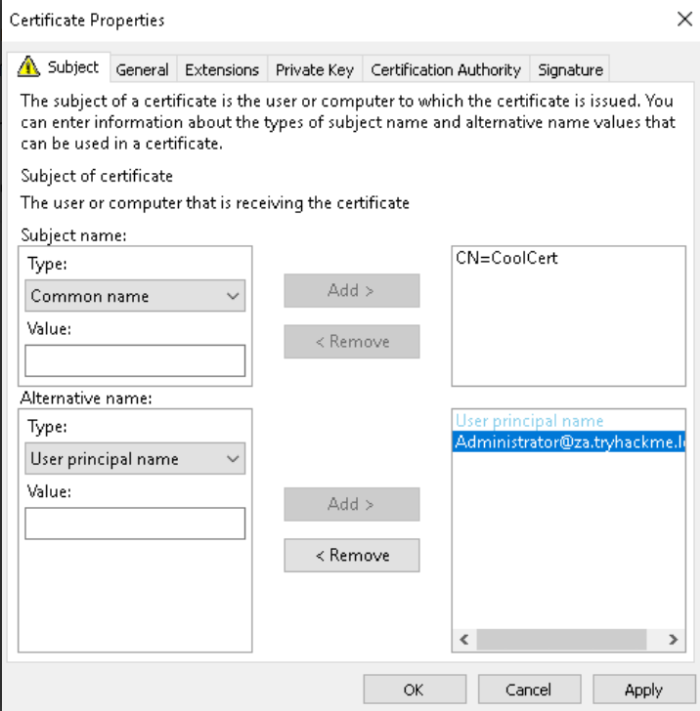 Certificate Properties
Subject General Extensions Private Key Certification Authority Signature
The subject of a certificate is the user or computer to which the certificate is issued. You
can enter information about the types of subject name and alternative name values that
can be used in a certificate.
Subject of certificate
The user or computer that is receiving the certificate
Subject name:
Type:
Common name
Value:
Add >
< Remove
CN=CoolCert
Alternative name:
Type:
User principal name
Value:
Add >
< Remove
User principal name
Administrator@za.tryhackme.l
OK Cancel Apply